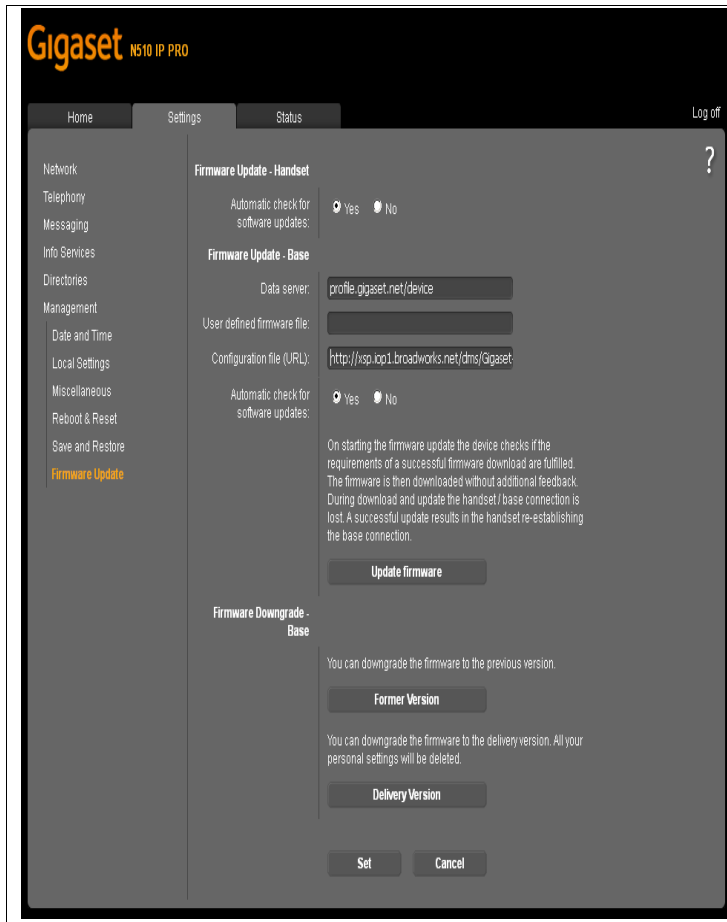 Gigaset N510 IP PRO
Home Settings Status Log off
?
Network
Telephony
Messaging
Info Services
Directories
Management
Date and Time
Local Settings
Miscellaneous
Reboot & Reset
Save and Restore
Firmware Update
Firmware Update - Handset
Automatic check for
software updates:
Yes No
Firmware Update - Base
Data server: profile.gigaset.net/device
User defined firmware file:
Configuration file (URL): http://xsp.iop1.broadworks.net/dms/Gigaset-
Automatic check for
software updates:
Yes No
On starting the firmware update the device checks if the
requirements of a successful firmware download are fulfilled.
The firmware is then downloaded without additional feedback.
During download and update the handset / base connection is
lost. A successful update results in the handset re-establishing
the base connection.
Update firmware
Firmware Downgrade -
Base
You can downgrade the firmware to the previous version.
Former Version
You can downgrade the firmware to the delivery version. All your
personal settings will be deleted.
Delivery Version
Set Cancel